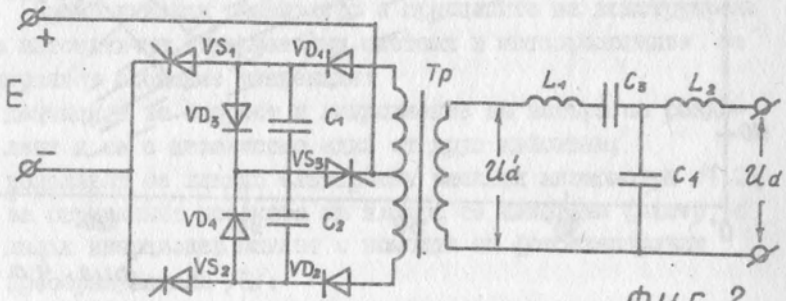 +
VS1 VD1 Tp L1 C3 L2
E VD3 C1
VS3 U'd C4 Ud
−
VD4 C2
VS2 VD2
Фиг. 2